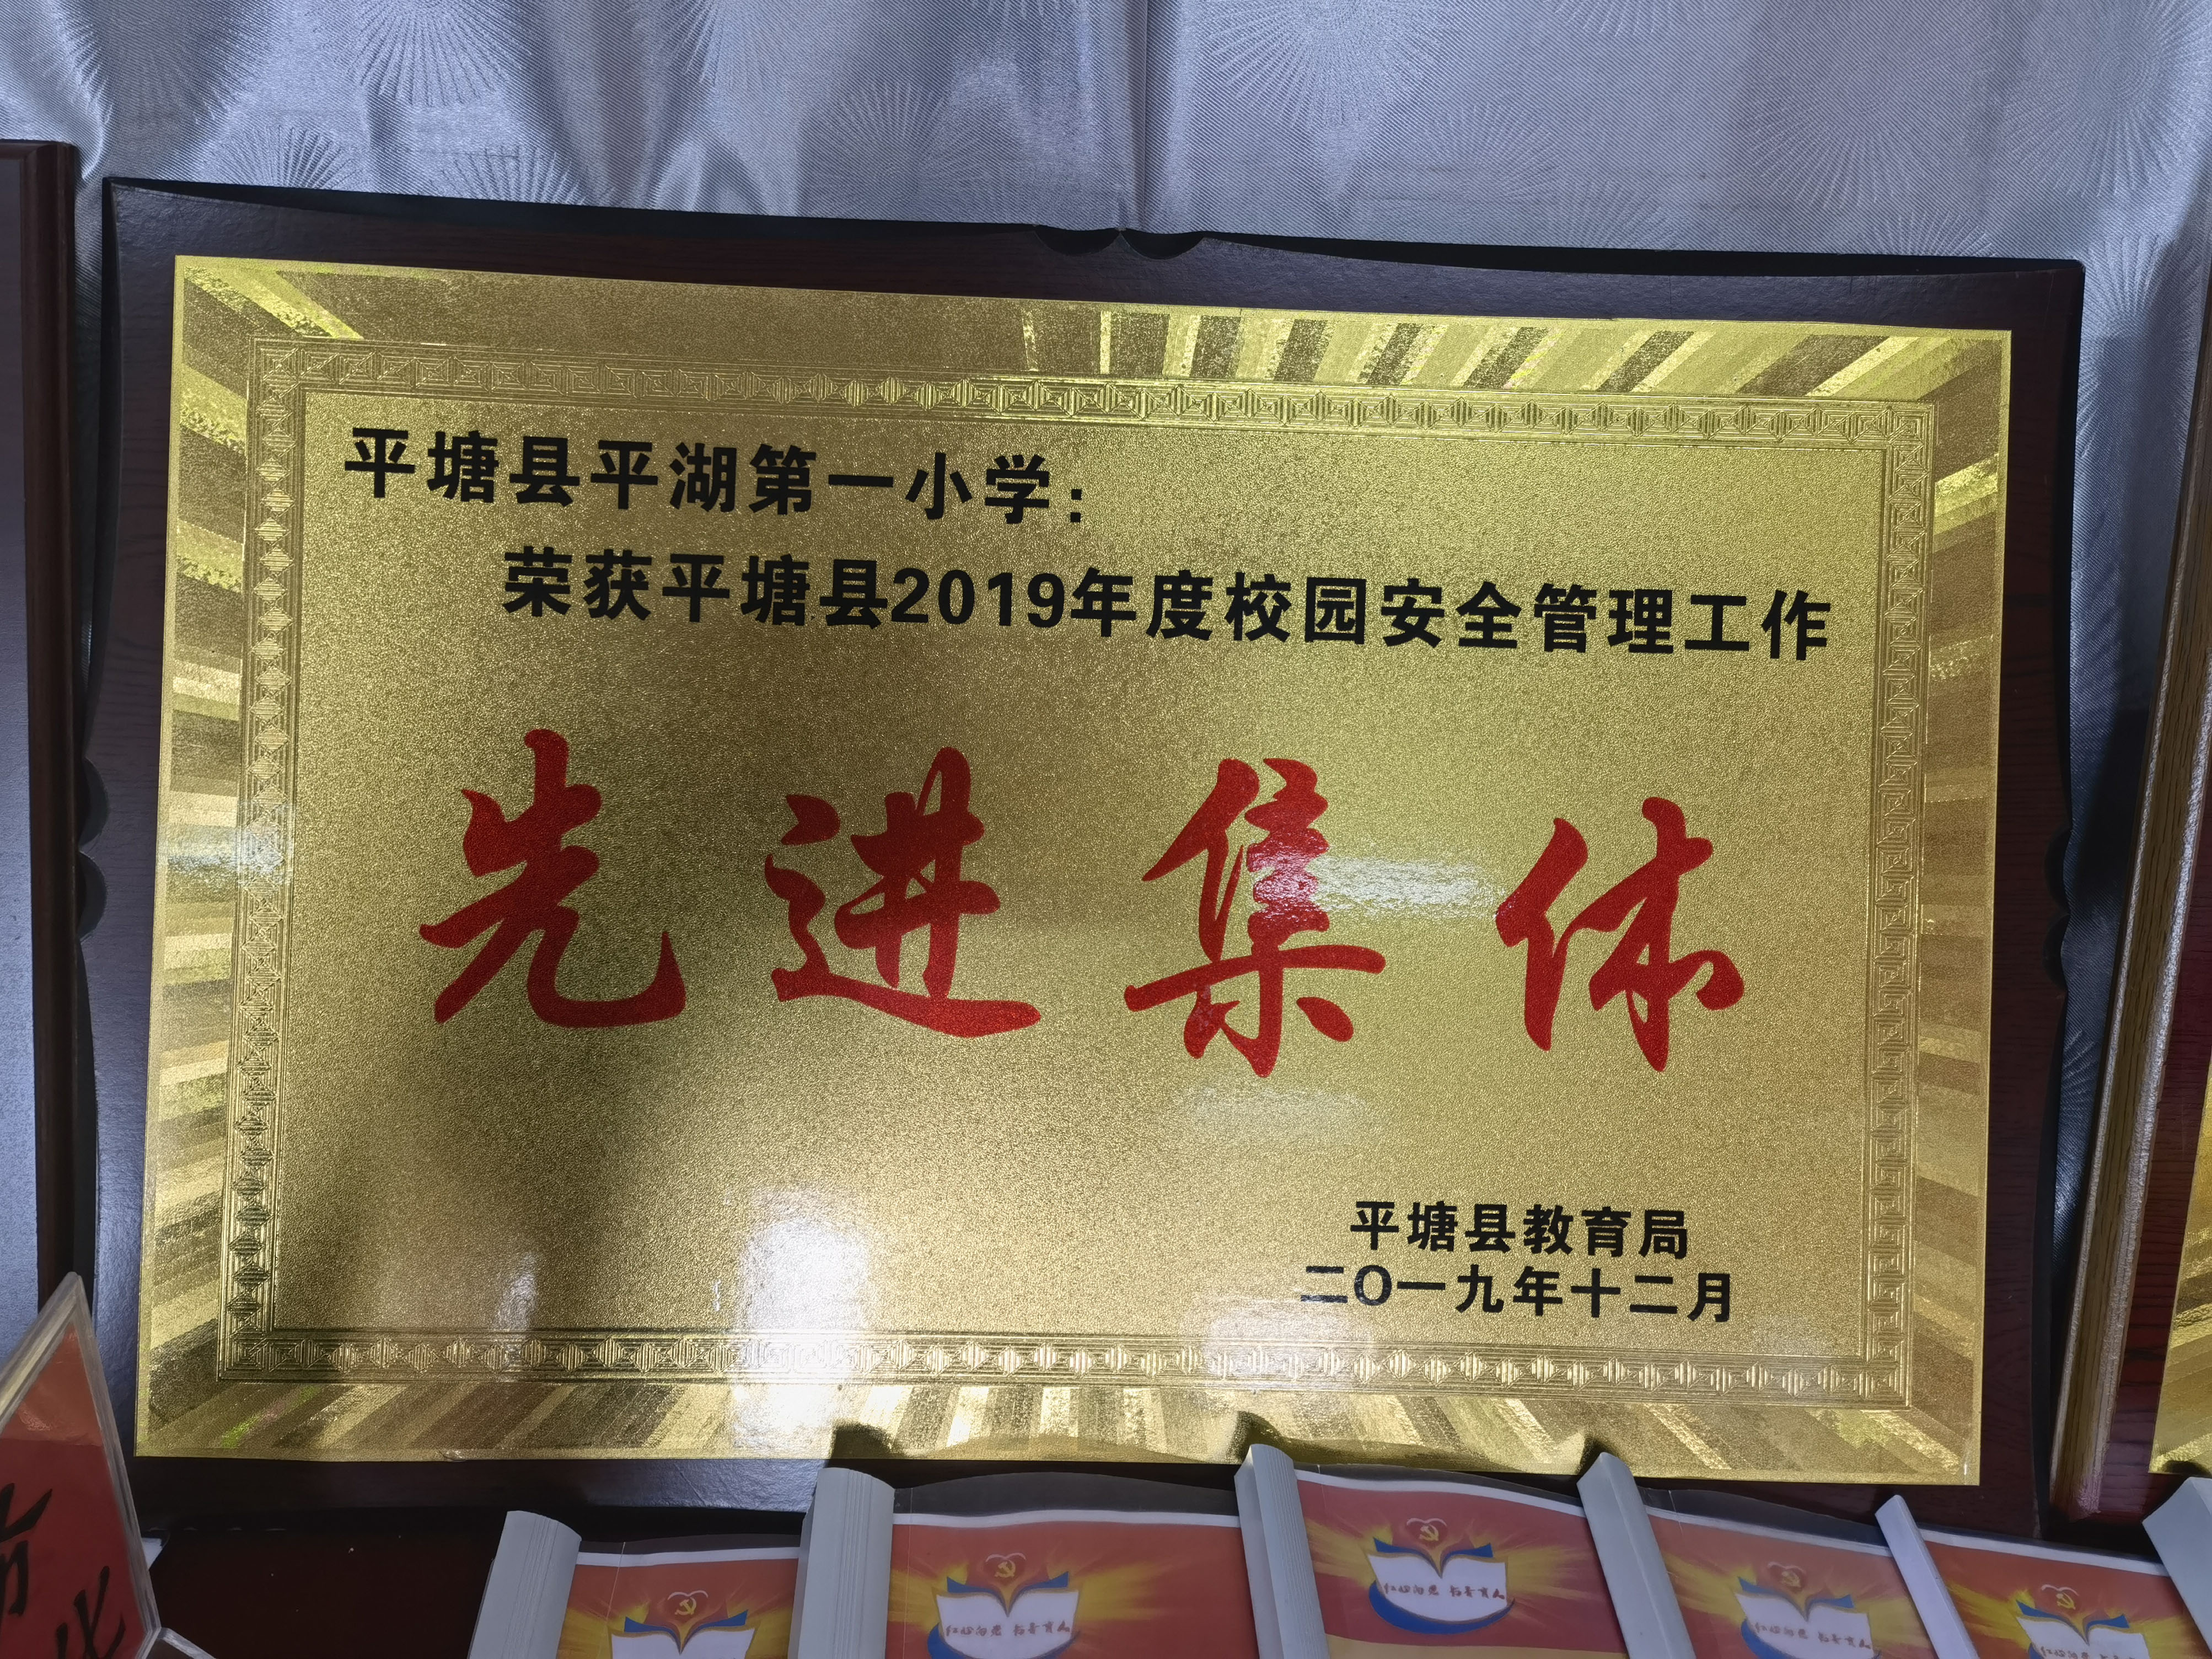 平塘县平湖第一小学：
荣获平塘县2019年度校园安全管理工作
先进集体
平塘县教育局
二〇一九年十二月